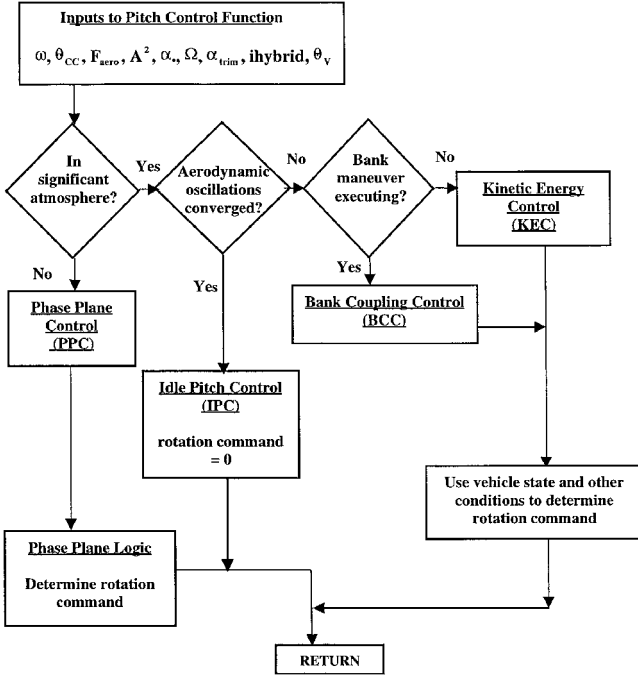 Inputs to Pitch Control Function
ω, θCC, Faero, A², α•, Ω, αtrim, ihybrid, θV
In
significant
atmosphere?
Yes
Aerodynamic
oscillations
converged?
No
Bank
maneuver
executing?
No
Kinetic Energy
Control
(KEC)
No
Yes
Yes
Phase Plane
Control
(PPC)
Bank Coupling Control
(BCC)
Idle Pitch Control
(IPC)
rotation command
= 0
Use vehicle state and other
conditions to determine
rotation command
Phase Plane Logic
Determine rotation
command
RETURN